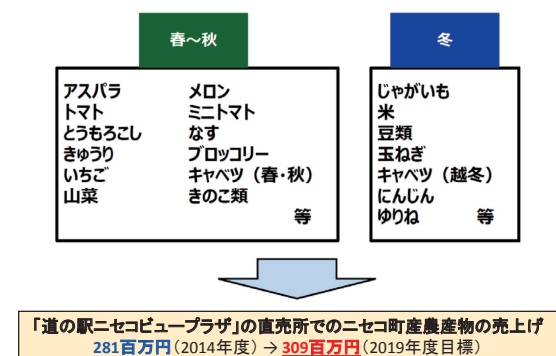 春～秋
アスパラ
トマト
とうもろこし
きゅうり
いちご
山菜
メロン
ミニトマト
なす
ブロッコリー
キャベツ（春・秋）
きのこ類
等
冬
じゃがいも
米
豆類
玉ねぎ
キャベツ（越冬）
にんじん
ゆりね 等
「道の駅ニセコビュープラザ」の直売所でのニセコ町産農産物の売上げ
281百万円（2014年度）→ 309百万円（2019年度目標）